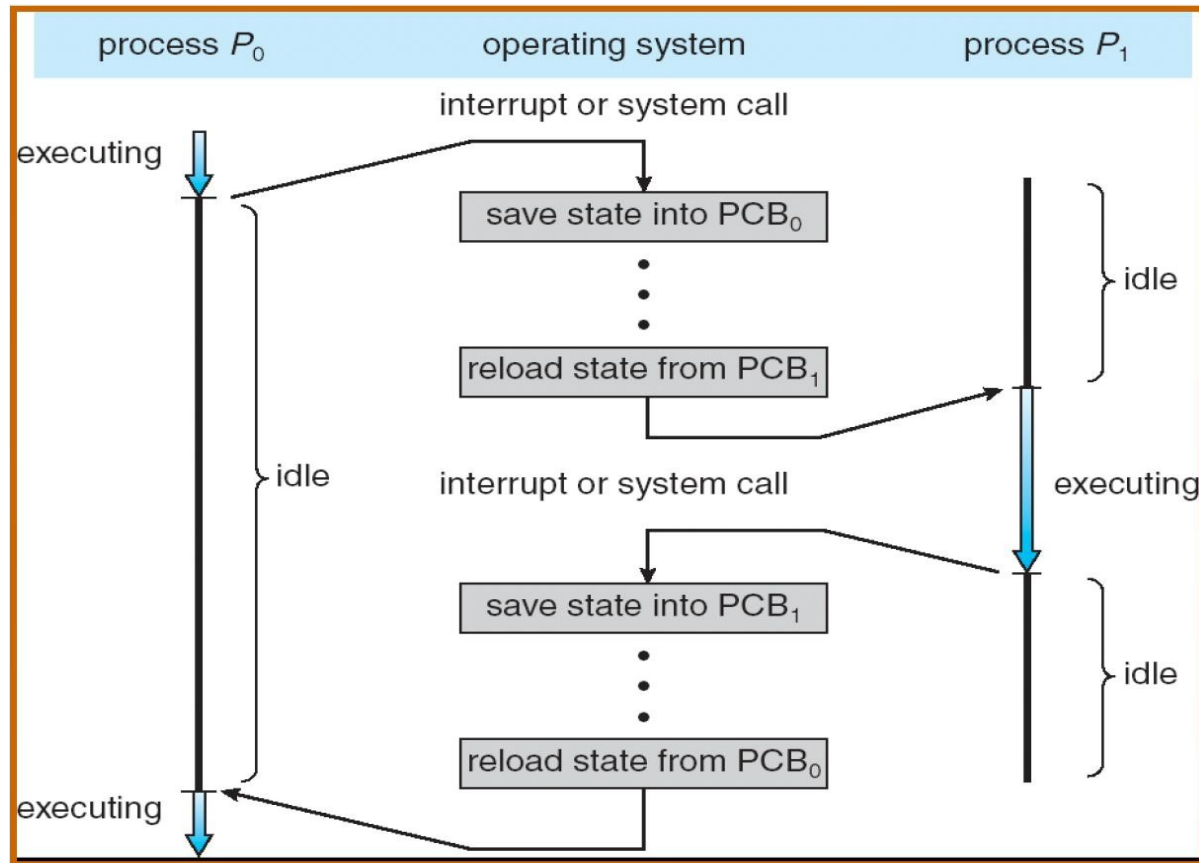 process P₀ operating system process P₁
interrupt or system call
executing
save state into PCB₀
idle
reload state from PCB₁
idle
interrupt or system call
executing
save state into PCB₁
idle
reload state from PCB₀
executing